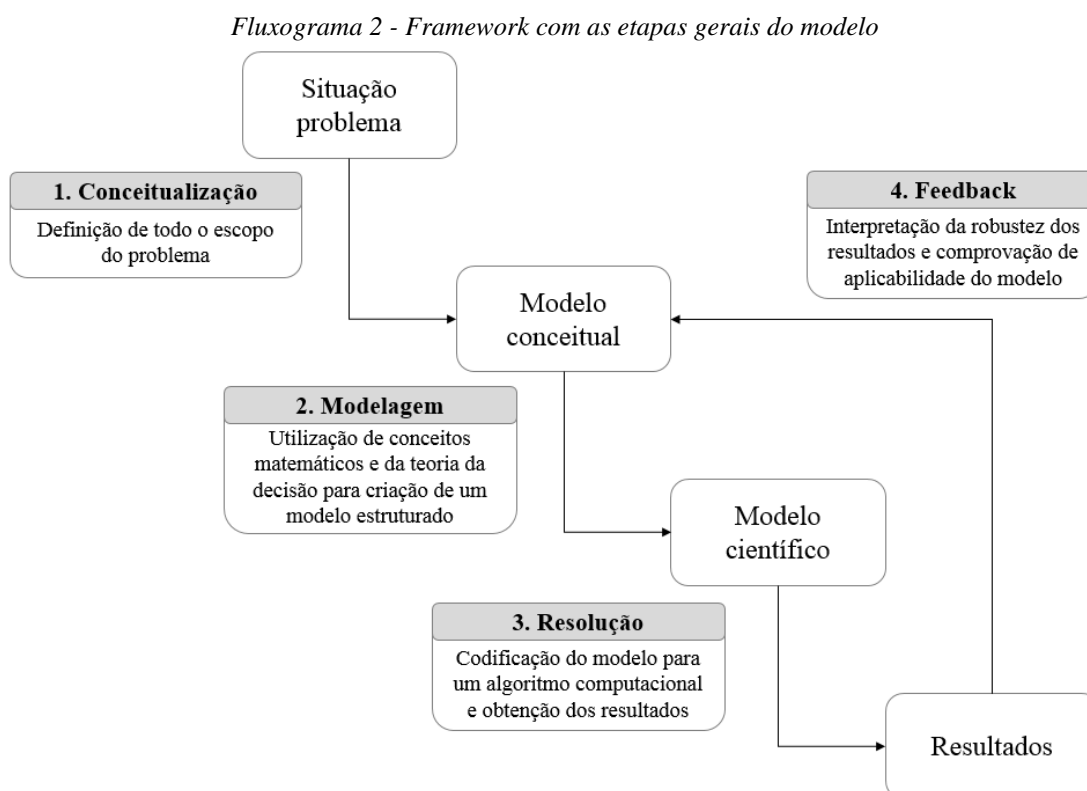 Fluxograma 2 - Framework com as etapas gerais do modelo
Situação
problema
1. Conceitualização
Definição de todo o escopo
do problema
4. Feedback
Interpretação da robustez dos
resultados e comprovação de
aplicabilidade do modelo
Modelo
conceitual
2. Modelagem
Utilização de conceitos
matemáticos e da teoria da
decisão para criação de um
modelo estruturado
Modelo
científico
3. Resolução
Codificação do modelo para
um algoritmo computacional
e obtenção dos resultados
Resultados